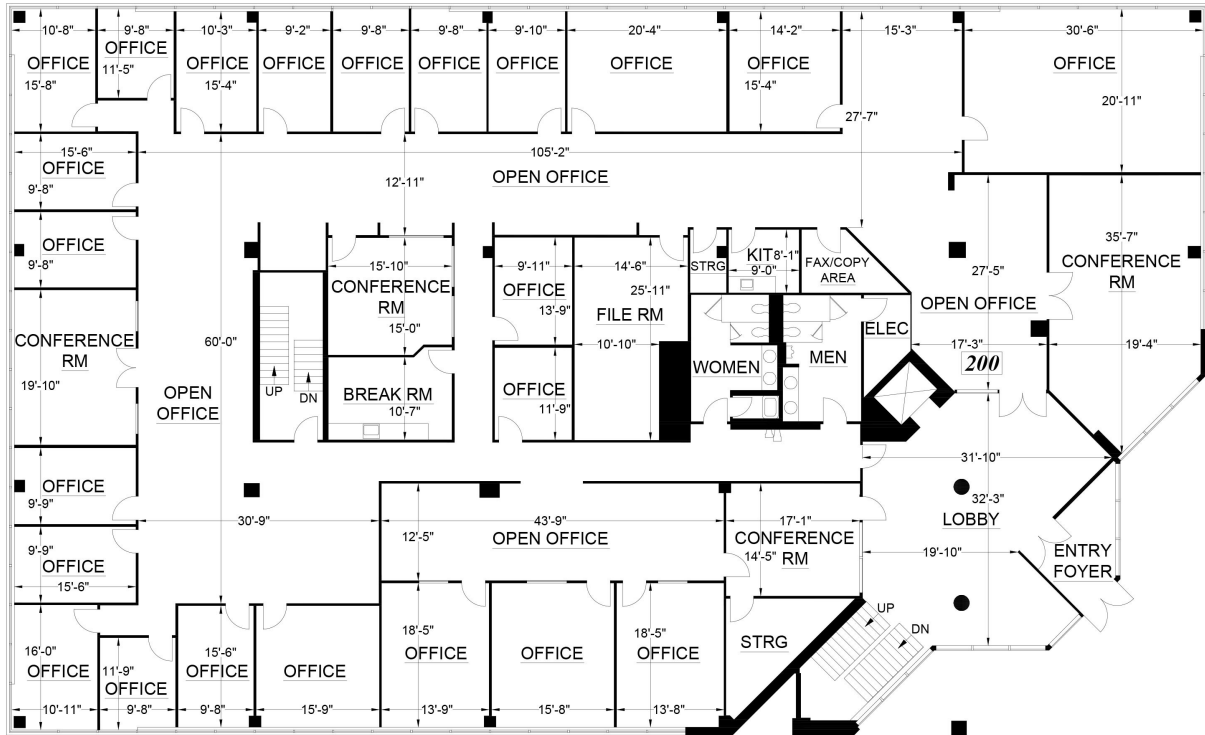 10'-8" 9'-8" 10'-3" 9'-2" 9'-8" 9'-8" 9'-10" 20'-4" 14'-2" 15'-3" 30'-6"
OFFICE
OFFICE OFFICE OFFICE OFFICE OFFICE OFFICE OFFICE OFFICE OFFICE
11'-5"
15'-8" 15'-4" 15'-4"
20'-11"
27'-7"
15'-6" 105'-2"
OFFICE
OPEN OFFICE
9'-8"
12'-11"
35'-7"
OFFICE
9'-8"
KIT 8'-1"
STRG
9'-0"
FAX/COPY
AREA
CONFERENCE
RM
15'-10" 9'-11" 14'-6"
27'-5"
CONFERENCE
RM
OFFICE
25'-11"
OPEN OFFICE
13'-9"
FILE RM
15'-0"
CONFERENCE
RM
19'-10"
60'-0"
10'-10"
ELEC
17'-3" 19'-4"
WOMEN
MEN
200
OPEN
OFFICE
UP
DN
BREAK RM
10'-7"
OFFICE
11'-9"
31'-10"
OFFICE
9'-9"
32'-3"
LOBBY
30'-9" 43'-9" 17'-1"
12'-5"
OPEN OFFICE
CONFERENCE
RM
14'-5"
9'-9"
OFFICE
15'-6"
19'-10"
ENTRY
FOYER
UP
DN
16'-0"
OFFICE
11'-9"
OFFICE
15'-6"
OFFICE
OFFICE
18'-5"
OFFICE
OFFICE
18'-5"
OFFICE
STRG
10'-11" 9'-8" 9'-8" 15'-9" 13'-9" 15'-8" 13'-8"